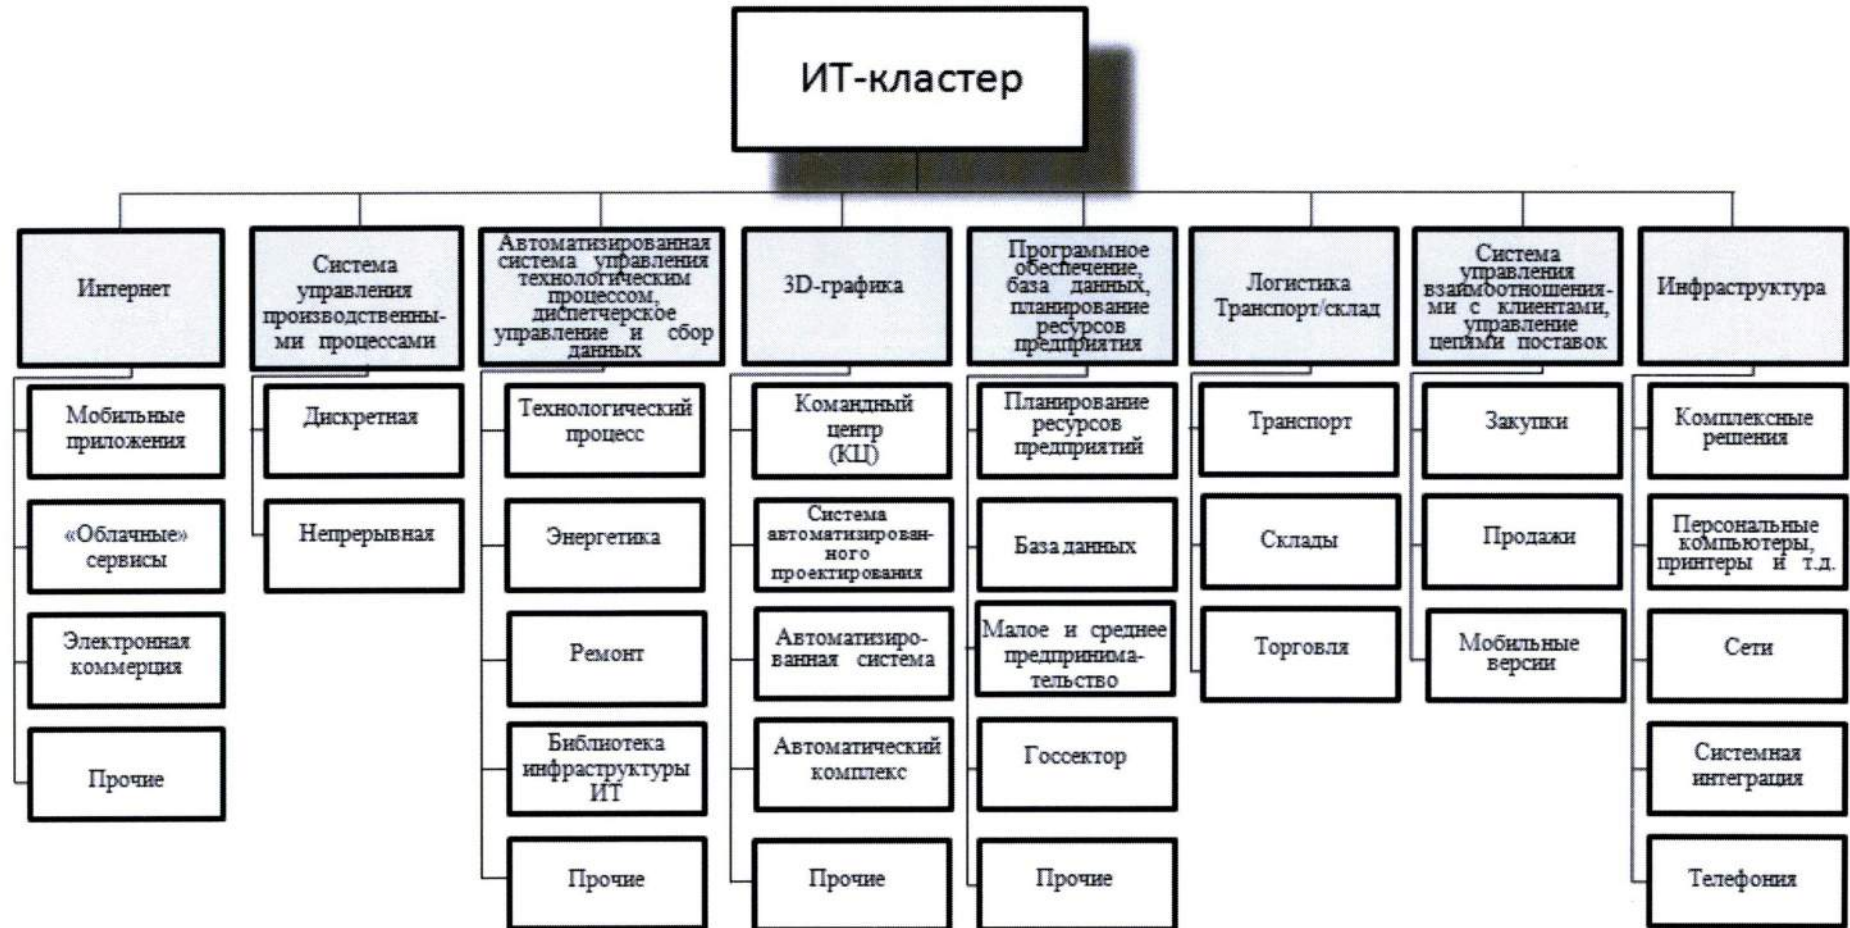 ИТ-кластер
Интернет
Мобильные
приложения
«Облачные»
сервисы
Электронная
коммерция
Прочие
Система
управления
производственны-
ми процессами
Дискретная
Непрерывная
Автоматизированная
система управления
технологическим
процессом,
диспетчерское
управление и сбор
данных
Технологический
процесс
Энергетика
Ремонт
Библиотека
инфраструктуры
ИТ
Прочие
3D-графика
Командный
центр
(КЦ)
Система
автоматизирован-
ного
проектирования
Автоматизиро-
ванная система
Автоматический
комплекс
Прочие
Программное
обеспечение,
база данных,
планирование
ресурсов
предприятия
Планирование
ресурсов
предприятий
База данных
Малое и среднее
предпринима-
тельство
Госсектор
Прочие
Логистика
Транспорт/склад
Транспорт
Склады
Торговля
Система
управления
взаимоотношения-
ми с клиентами,
управление
цепями поставок
Закупки
Продажи
Мобильные
версии
Инфраструктура
Комплексные
решения
Персональные
компьютеры,
принтеры и т.д.
Сети
Системная
интеграция
Телефония